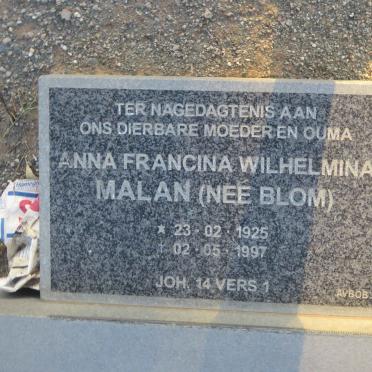 TER NAGEDAGTENIS AAN
ONS DIERBARE MOEDER EN OUMA
ANNA FRANCINA WILHELMINA
MALAN (NEE BLOM)
★ 23 - 02 - 1925
† 02 - 05 - 1997
JOH. 14 VERS 1
AVBOB